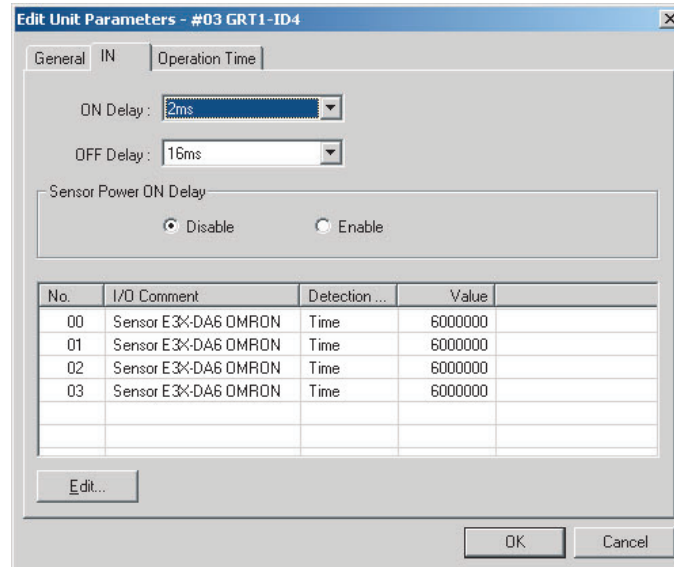 Edit Unit Parameters - #03 GRT1-ID4
General IN Operation Time
ON Delay : 2ms
OFF Delay : 16ms
Sensor Power ON Delay
Disable Enable
No. I/O Comment Detection ... Value
00 Sensor E3X-DA6 OMRON Time 6000000
01 Sensor E3X-DA6 OMRON Time 6000000
02 Sensor E3X-DA6 OMRON Time 6000000
03 Sensor E3X-DA6 OMRON Time 6000000
Edit...
OK Cancel